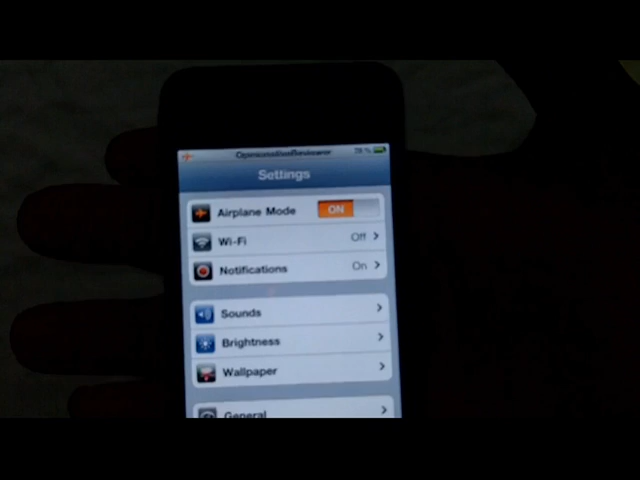 Settings
Airplane Mode ON
Wi-Fi Off
Notifications On
Sounds
Brightness
Wallpaper
General